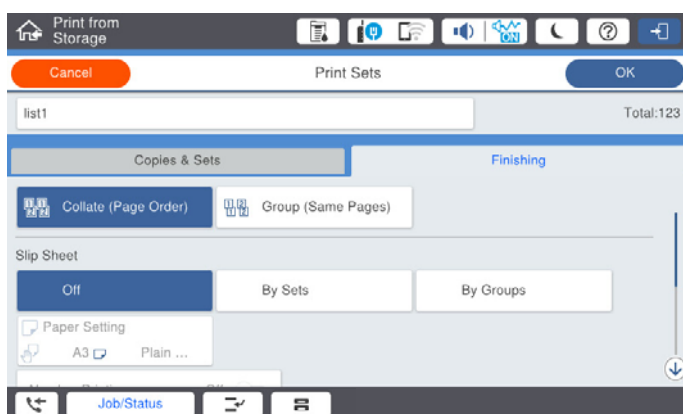 Print from
Storage
ON
Cancel
Print Sets
OK
list1
Total:123
Copies & Sets
Finishing
Collate (Page Order)
Group (Same Pages)
Slip Sheet
Off
By Sets
By Groups
Paper Setting
A3
Plain ...
Job/Status